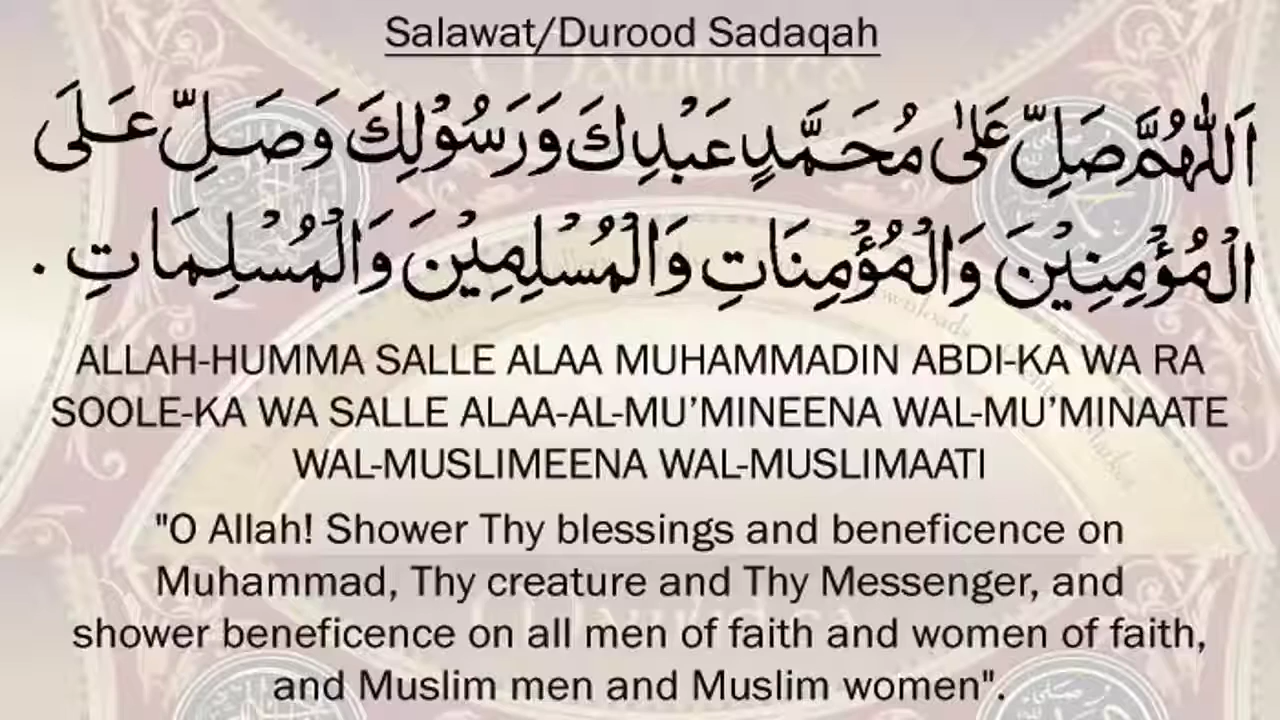 Salawat/Durood Sadaqah
اَللّٰهُمَّ صَلِّ عَلٰى مُحَمَّدٍ عَبْدِكَ وَرَسُوْلِكَ وَصَلِّ عَلَى
الْمُؤْمِنِيْنَ وَالْمُؤْمِنَاتِ وَالْمُسْلِمِيْنَ وَالْمُسْلِمَاتِ .
ALLAH-HUMMA SALLE ALAA MUHAMMADIN ABDI-KA WA RA
SOOLE-KA WA SALLE ALAA-AL-MU’MINEENA WAL-MU’MINAATE
WAL-MUSLIMEENA WAL-MUSLIMAATI
"O Allah! Shower Thy blessings and beneficence on
Muhammad, Thy creature and Thy Messenger, and
shower beneficence on all men of faith and women of faith,
and Muslim men and Muslim women".